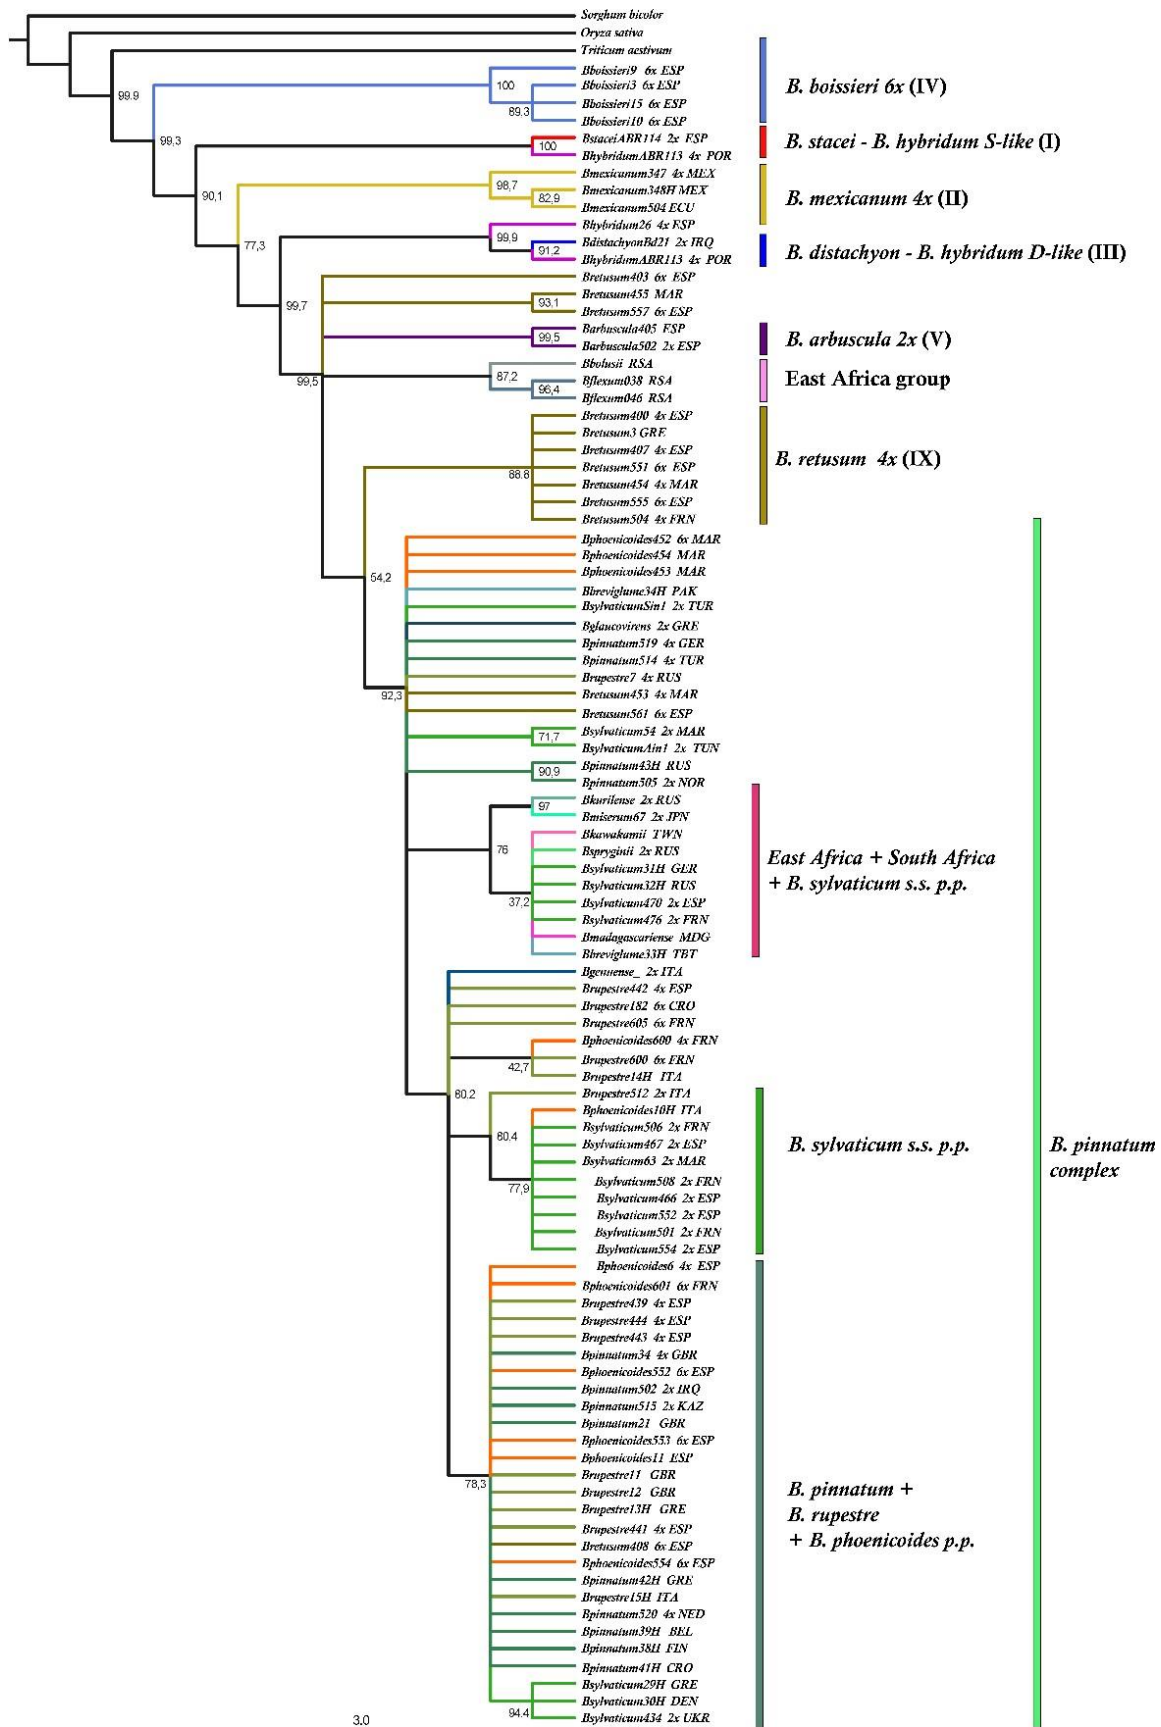 Sorghum bicolor
Oryza sativa
Triticum aestivum
99.9
Bboissieri9 6x ESP
100
Bboissieri3 6x ESP
B. boissieri 6x (IV)
Bboissieri15 6x ESP
89,3
Bboissieri10 6x ESP
99,3
BstaceiABR114 2x ESP
100
B. stacei - B. hybridum S-like (I)
BhybridumABR113 4x POR
90,1
Bmexicanum347 4x MEX
98,7
Bmexicanum348H MEX
82,9
B. mexicanum 4x (II)
Bmexicanum504 ECU
77,3
Bhybridum26 4x ESP
99,9
BdistachyonBd21 2x IRQ
91,2
B. distachyon - B. hybridum D-like (III)
BhybridumABR113 4x POR
99,7
Bretusum403 6x ESP
Bretusum455 MAR
93,1
Bretusum557 6x ESP
Barbuscula405 ESP
99,5
B. arbuscula 2x (V)
Barbuscula502 2x ESP
99,5
Bbolusii RSA
87,2
Bflexum038 RSA
96,4
East Africa group
Bflexum046 RSA
Bretusum400 4x ESP
Bretusum3 GRE
Bretusum407 4x ESP
B. retusum 4x (IX)
Bretusum551 6x ESP
88.8
Bretusum454 4x MAR
Bretusum555 6x ESP
Bretusum504 4x FRN
54,2
Bphoenicoides452 6x MAR
Bphoenicoides454 MAR
Bphoenicoides453 MAR
Bbreviglume34H PAK
BsylvaticumSin1 2x TUR
Bglaucovirens 2x GRE
Bpinnatum519 4x GER
Bpinnatum514 4x TUR
Brupestre7 4x RUS
92,3
Bretusum453 4x MAR
Bretusum561 6x ESP
Bsylvaticum54 2x MAR
71,7
BsylvaticumAin1 2x TUN
Bpinnatum43H RUS
90,9
Bpinnatum505 2x NOR
Bkurilense 2x RUS
97
Bmiserum67 2x JPN
76
Bkawakamii TWN
Bspryginii 2x RUS
Bsylvaticum31H GER
East Africa + South Africa
+ B. sylvaticum s.s. p.p.
Bsylvaticum32H RUS
37,2
Bsylvaticum470 2x ESP
Bsylvaticum476 2x FRN
Bmadagascariense MDG
Bbreviglume33H TBT
Bgenuense_ 2x ITA
Brupestre442 4x ESP
Brupestre182 6x CRO
Brupestre605 6x FRN
Bphoenicoides600 4x FRN
Brupestre600 6x FRN
42,7
Brupestre14H ITA
80,2
Brupestre512 2x ITA
Bphoenicoides10H ITA
60.4
Bsylvaticum506 2x FRN
Bsylvaticum467 2x ESP
B. sylvaticum s.s. p.p.
B. pinnatum
complex
Bsylvaticum63 2x MAR
Bsylvaticum508 2x FRN
77,9
Bsylvaticum466 2x ESP
Bsylvaticum552 2x ESP
Bsylvaticum501 2x FRN
Bsylvaticum554 2x ESP
Bphoenicoides6 4x ESP
Bphoenicoides601 6x FRN
Brupestre439 4x ESP
Brupestre444 4x ESP
Brupestre443 4x ESP
Bpinnatum34 4x GBR
Bphoenicoides552 6x ESP
Bpinnatum502 2x IRQ
Bpinnatum515 2x KAZ
Bpinnatum21 GBR
Bphoenicoides553 6x ESP
Bphoenicoides11 ESP
Brupestre11 GBR
78,3
Brupestre12 GBR
B. pinnatum +
B. rupestre
+ B. phoenicoides p.p.
Brupestre13H GRE
Brupestre441 4x ESP
Bretusum408 6x ESP
Bphoenicoides554 6x ESP
Bpinnatum42H GRE
Brupestre15H ITA
Bpinnatum520 4x NED
Bpinnatum39H BEL
Bpinnatum38H FIN
Bpinnatum41H CRO
Bsylvaticum29H GRE
Bsylvaticum30H DEN
94.4
Bsylvaticum434 2x UKR
3.0